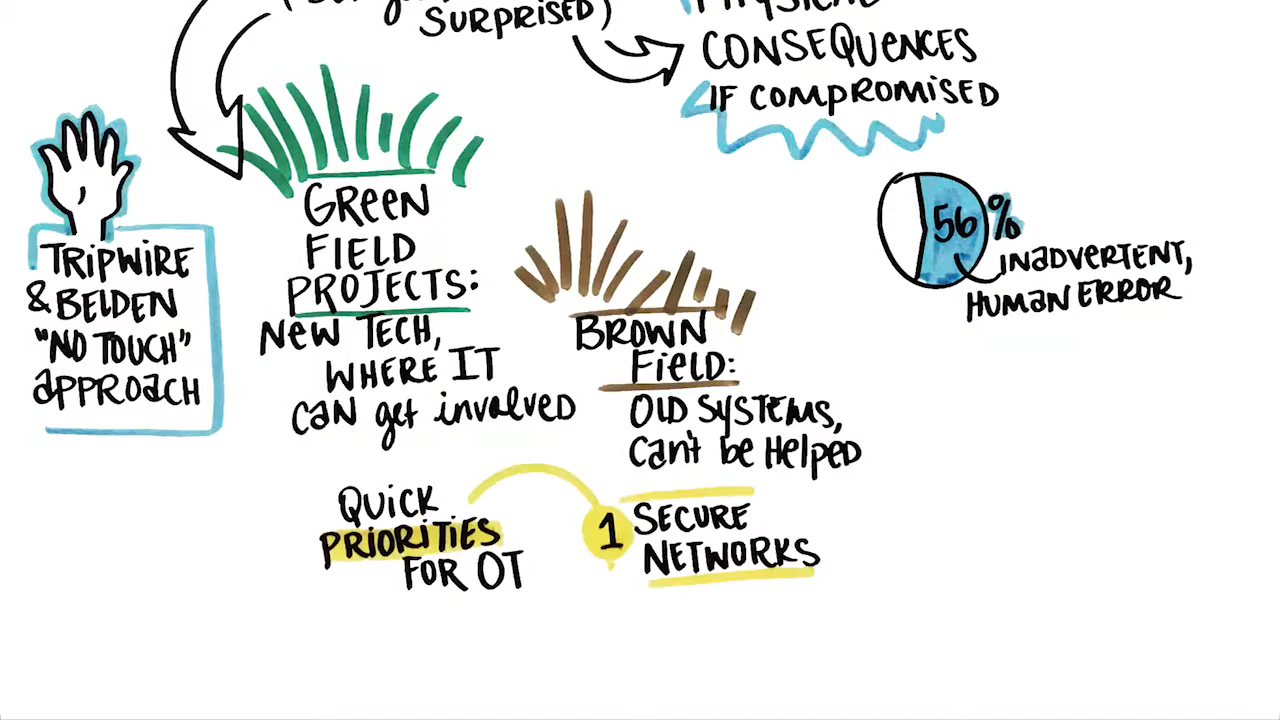 SURPRISED)
PHYSICAL
CONSEQUENCES
IF COMPROMISED
TRIPWIRE
& BELDEN
"NO TOUCH"
APPROACH
GREEN
FIELD
PROJECTS:
NEW TECH,
WHERE IT
CAN get involved
BROWN
FIELD:
OLD SYSTEMS,
CAN'T be HELPED
56%
INADVERTENT,
HUMAN ERROR
QUICK
PRIORITIES
FOR OT
1 SECURE
NETWORKS